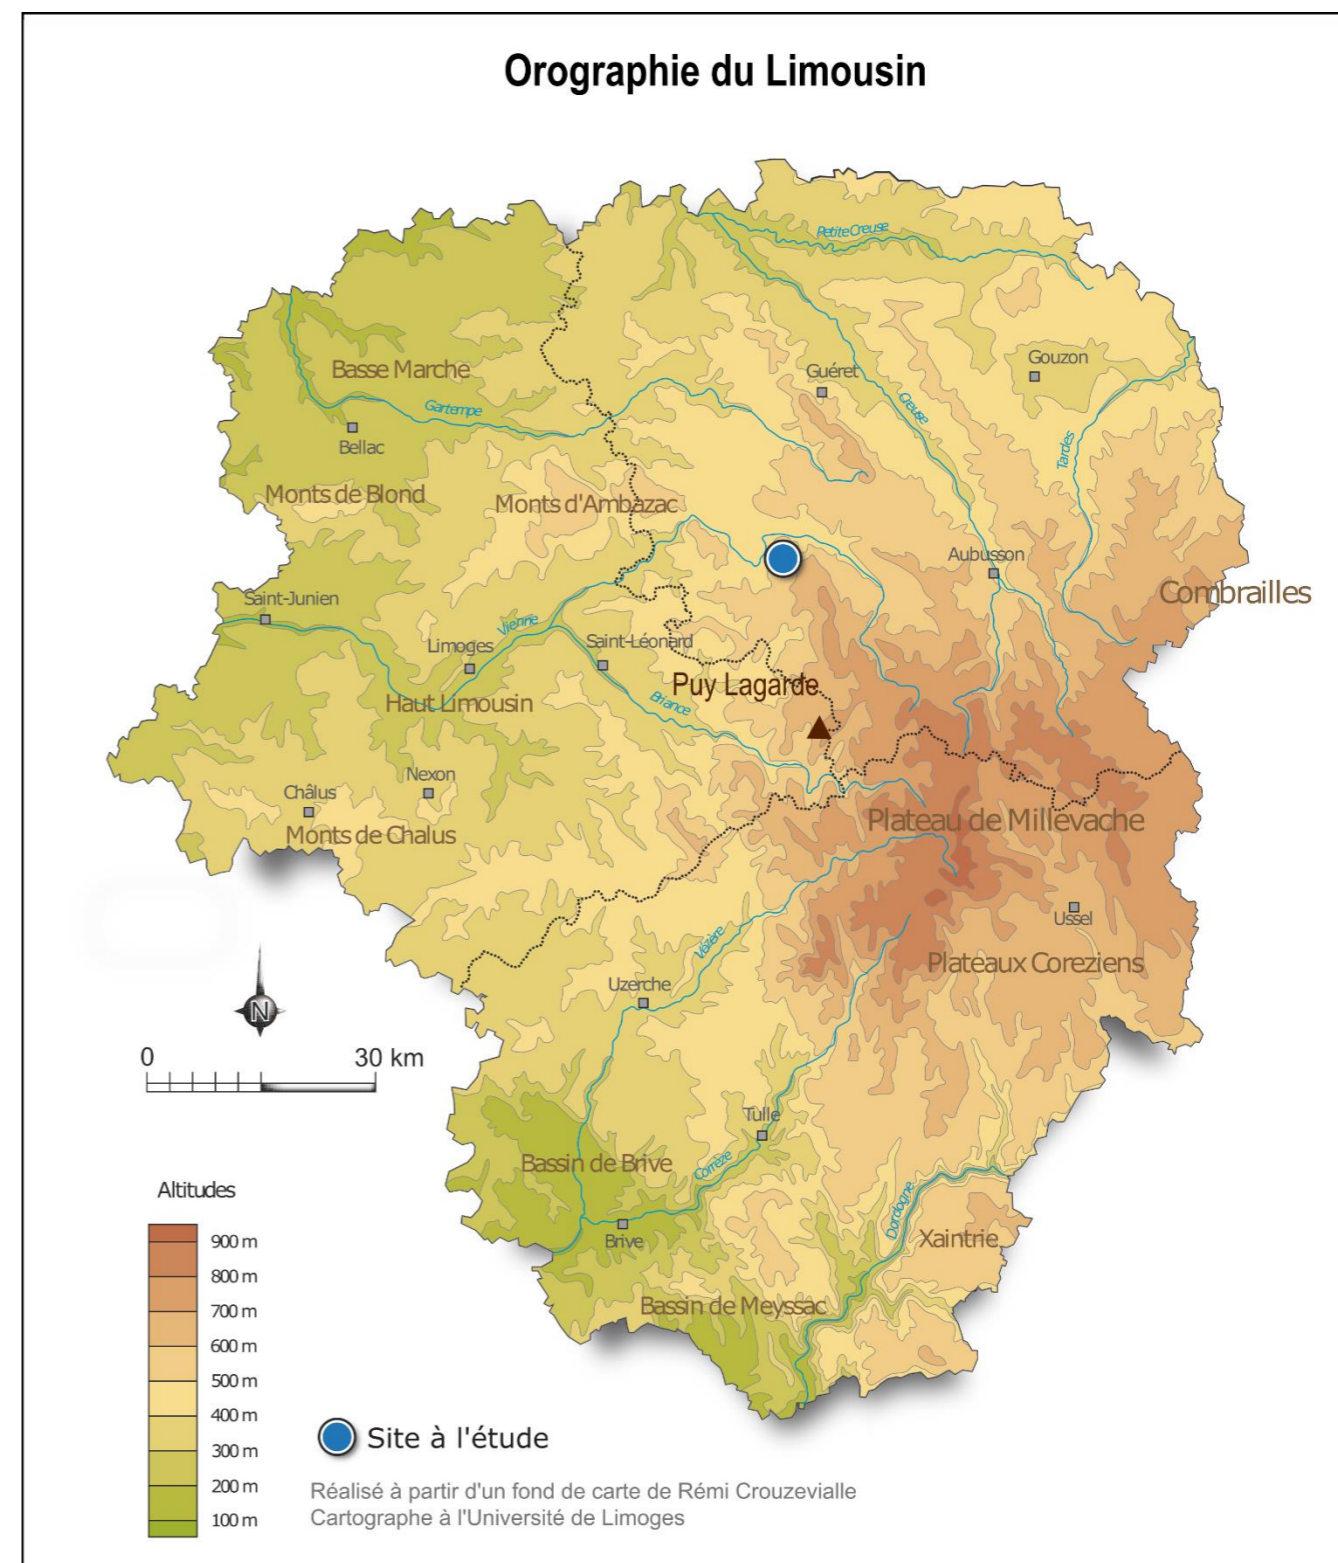 Orographie du Limousin
Petite Creuse
Gouzon
Guéret
Basse Marche
Creuse
Gartempe
Tardes
Bellac
Monts de Blond
Monts d'Ambazac
Aubusson
Combrailles
Saint-Junien
Vienne
Limoges
Saint-Léonard
Puy Lagarde
Haut Limousin
Briance
Nexon
Châlus
Monts de Chalus
Plateau de Millevache
Ussel
Vézère
Plateaux Coreziens
Uzerche
N
0 30 km
Tulle
Bassin de Brive
Corrèze
Dordogne
Xaintrie
Brive
Bassin de Meyssac
Altitudes
900 m
800 m
700 m
600 m
500 m
400 m
300 m
200 m
100 m
Site à l'étude
Réalisé à partir d'un fond de carte de Rémi Crouzevialle
Cartographe à l'Université de Limoges